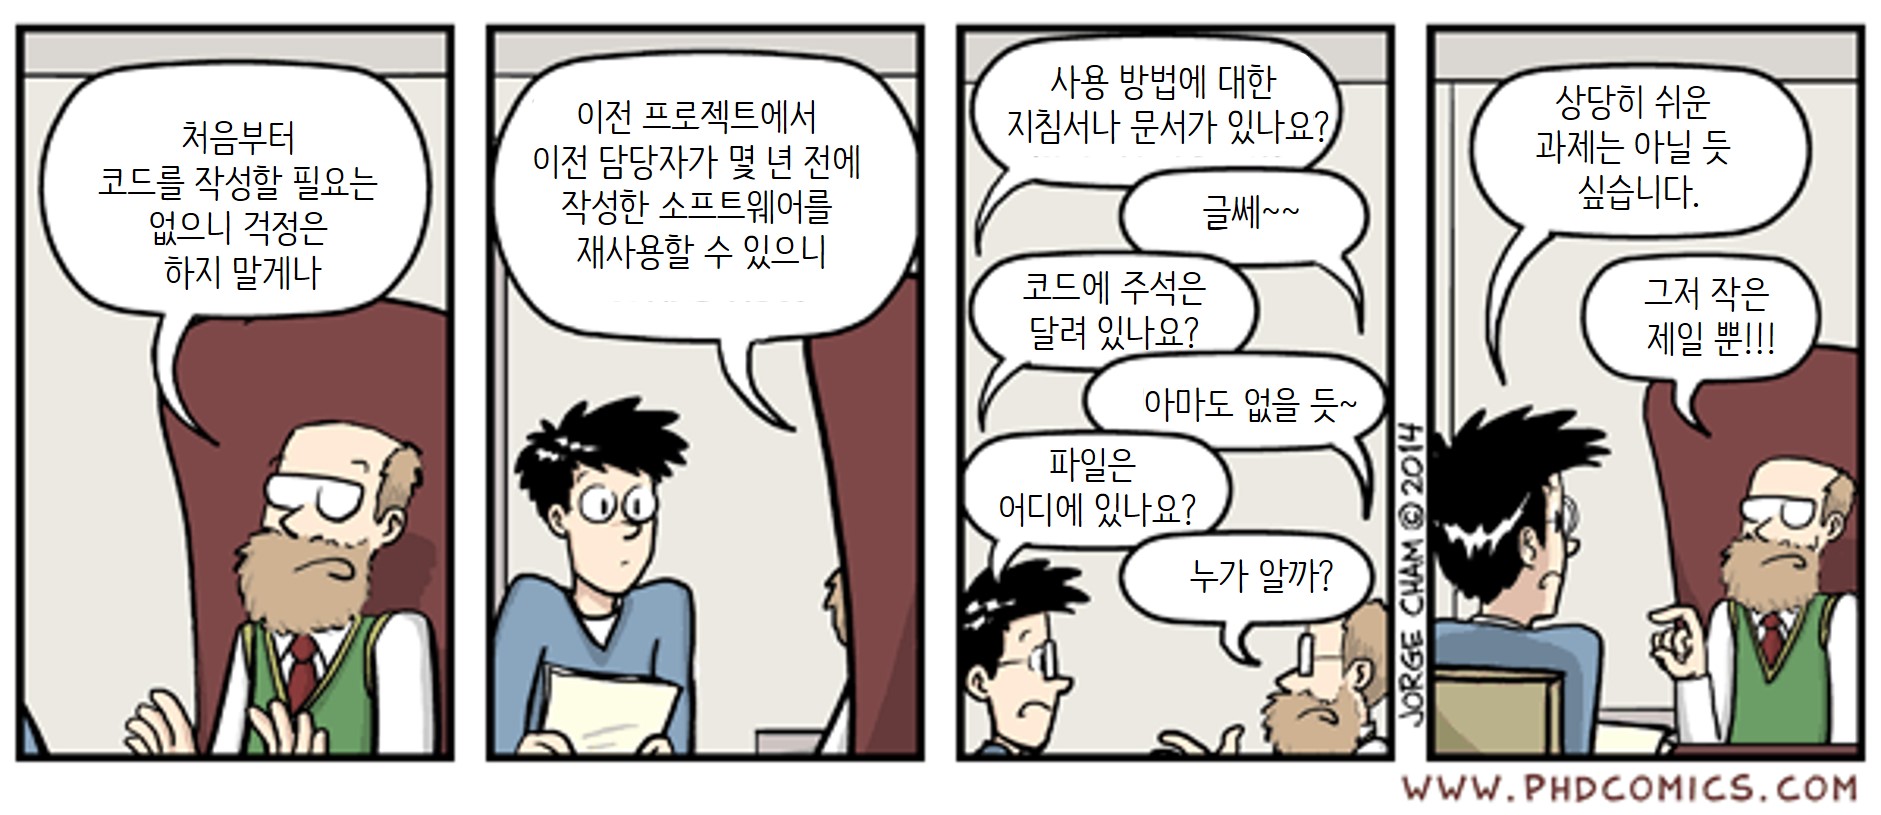 처음부터
코드를 작성할 필요는
없으니 걱정은
하지 말게나
이전 프로젝트에서
이전 담당자가 몇 년 전에
작성한 소프트웨어를
재사용할 수 있으니
사용 방법에 대한
지침서나 문서가 있나요?
글쎄~~
코드에 주석은
달려 있나요?
아마도 없을 듯~
파일은
어디에 있나요?
누가 알까?
상당히 쉬운
과제는 아닐 듯
싶습니다.
그저 작은
제일 뿐!!!
JORGE CHAM © 2014
WWW.PHDCOMICS.COM